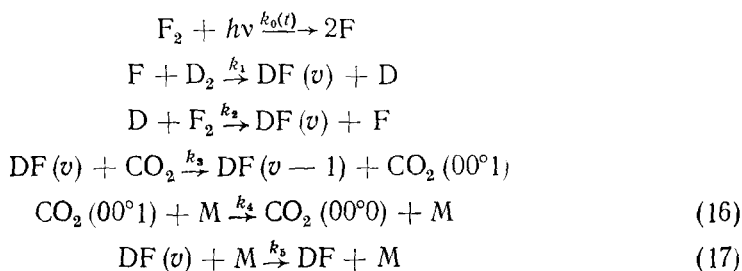 F₂ + hν —k₀(t)→ 2F
F + D₂ —k₁→ DF (v) + D
D + F₂ —k₂→ DF (v) + F
DF (v) + CO₂ —k₃→ DF (v — 1) + CO₂ (00°1)
CO₂ (00°1) + M —k₄→ CO₂ (00°0) + M (16)
DF (v) + M —k₅→ DF + M (17)